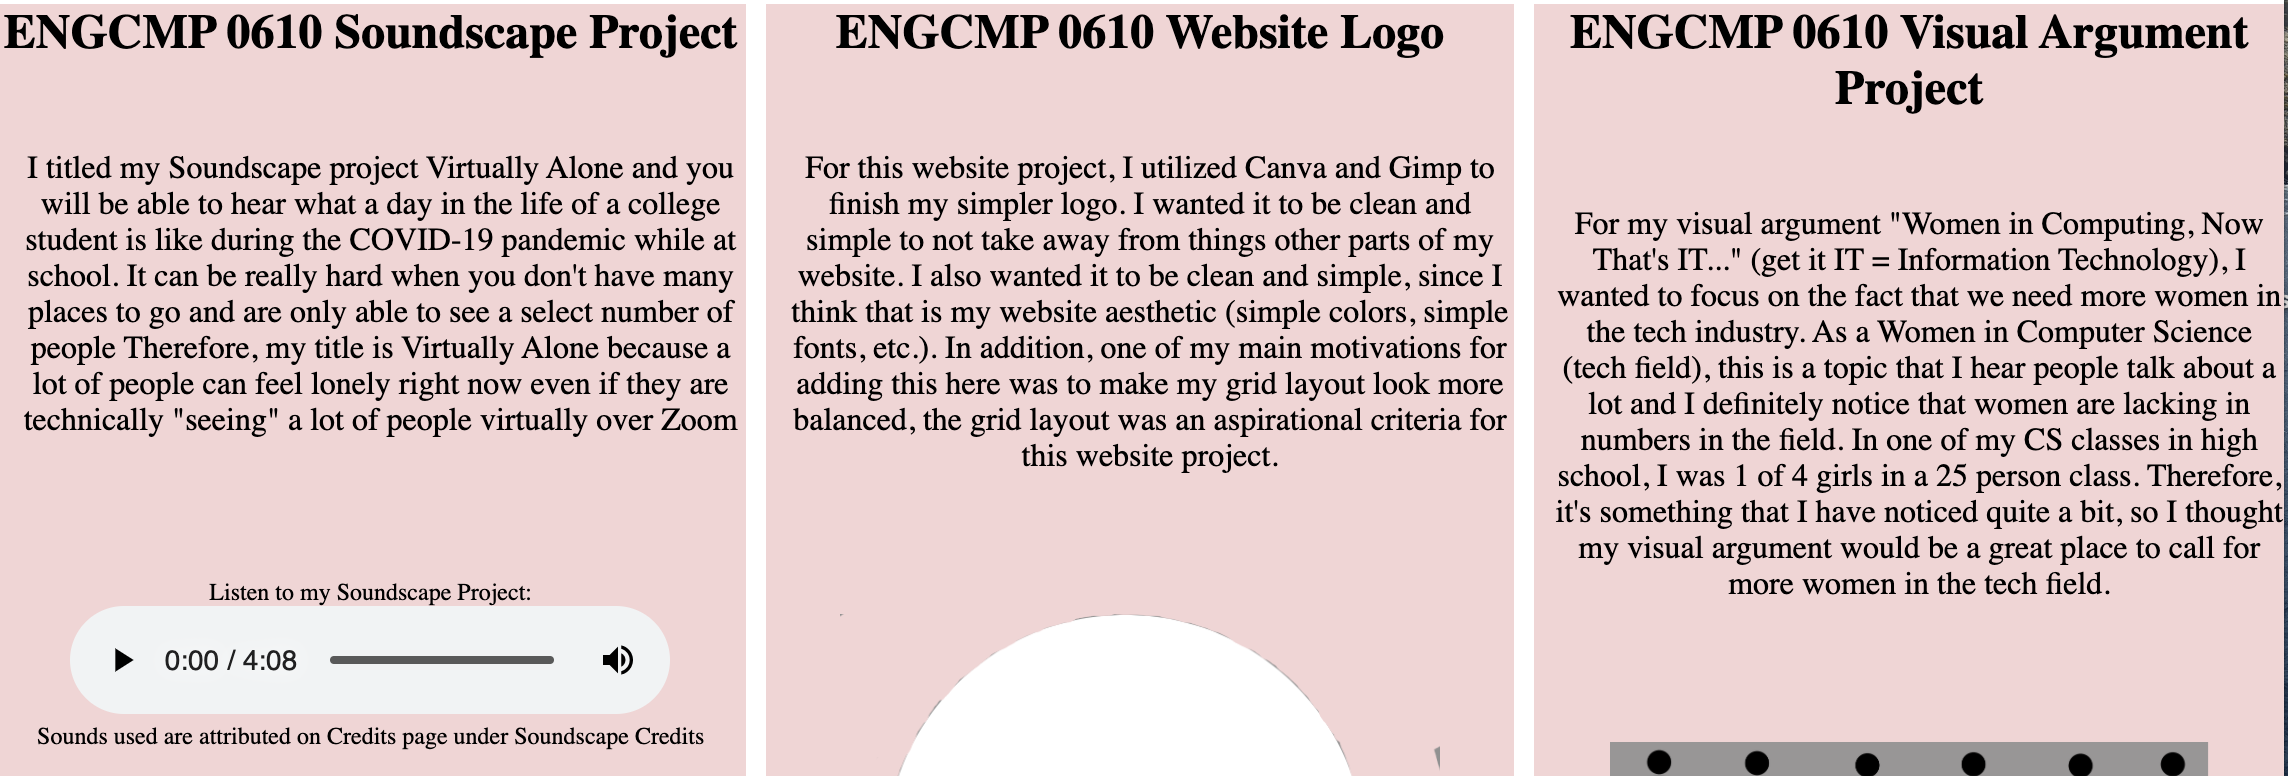 ENGCMP 0610 Soundscape Project
I titled my Soundscape project Virtually Alone and you
will be able to hear what a day in the life of a college
student is like during the COVID-19 pandemic while at
school. It can be really hard when you don't have many
places to go and are only able to see a select number of
people Therefore, my title is Virtually Alone because a
lot of people can feel lonely right now even if they are
technically "seeing" a lot of people virtually over Zoom
Listen to my Soundscape Project:
0:00 / 4:08
Sounds used are attributed on Credits page under Soundscape Credits
ENGCMP 0610 Website Logo
For this website project, I utilized Canva and Gimp to
finish my simpler logo. I wanted it to be clean and
simple to not take away from things other parts of my
website. I also wanted it to be clean and simple, since I
think that is my website aesthetic (simple colors, simple
fonts, etc.). In addition, one of my main motivations for
adding this here was to make my grid layout look more
balanced, the grid layout was an aspirational criteria for
this website project.
ENGCMP 0610 Visual Argument
Project
For my visual argument "Women in Computing, Now
That's IT..." (get it IT = Information Technology), I
wanted to focus on the fact that we need more women in
the tech industry. As a Women in Computer Science
(tech field), this is a topic that I hear people talk about a
lot and I definitely notice that women are lacking in
numbers in the field. In one of my CS classes in high
school, I was 1 of 4 girls in a 25 person class. Therefore,
it's something that I have noticed quite a bit, so I thought
my visual argument would be a great place to call for
more women in the tech field.